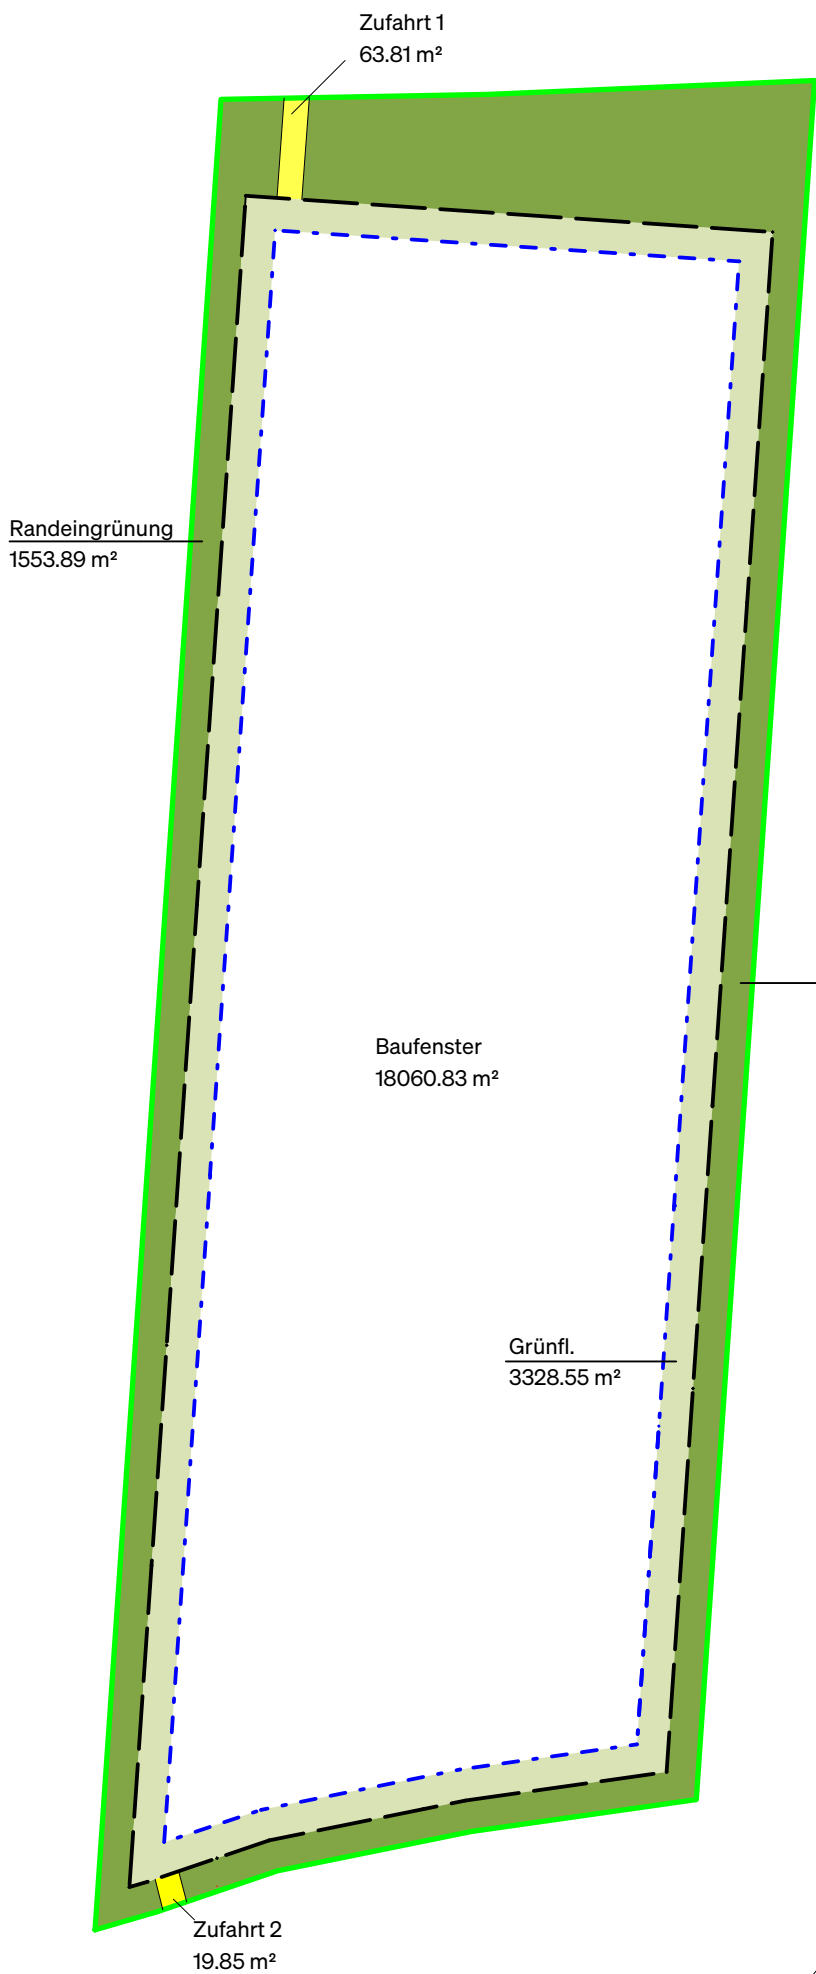 Zufahrt 1
63.81 m²
Randeingrünung
1553.89 m²
Baufenster
18060.83 m²
Grünfl.
3328.55 m²
Zufahrt 2
19.85 m²